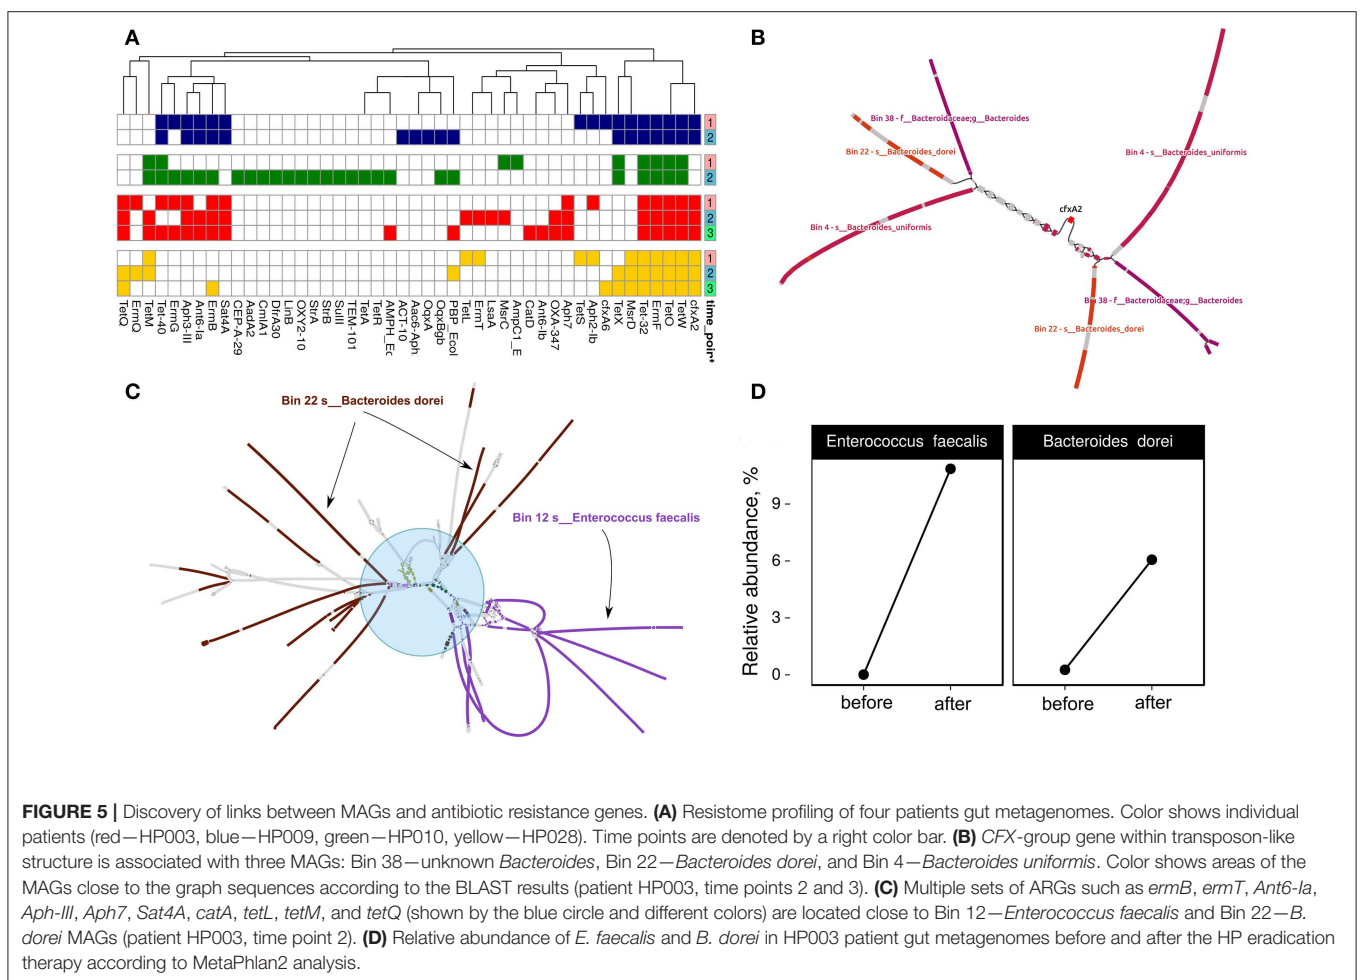 A
1
2
1
2
1
2
3
1
2
3
time_point
TetQ
ErmQ
TetM
Tet-40
ErmG
Aph3-III
Ant6-Ia
ErmB
Sat4A
CEP-A-29
AadA2
CmlA1
DfrA30
LinB
OXY2-10
StrA
StrB
SulII
TEM-101
TetA
TetR
AMPH_Ec
ACT-10
Aac6-Aph
OqxA
OqxBgb
PBP_Ecol
TetL
ErmT
LsaA
MsrC
AmpC1_E
CatD
Ant6-Ib
OXA-347
Aph7
TetS
Aph2-Ib
cfxA6
TetX
MsrD
Tet-32
ErmF
TetO
TetW
cfxA2
B
Bin 38 - f__Bacteroidaceae;g__Bacteroides
Bin 22 - s__Bacteroides_dorei
Bin 4 - s__Bacteroides_uniformis
cfxA2
Bin 4 - s__Bacteroides_uniformis
Bin 38 - f__Bacteroidaceae;g__Bacteroides
Bin 22 - s__Bacteroides_dorei
C
Bin 22 s__Bacteroides dorei
Bin 12 s__Enterococcus faecalis
D
Enterococcus faecalis
Bacteroides dorei
Relative abundance, %
9
6
3
0
before
after
before
after
FIGURE 5 | Discovery of links between MAGs and antibiotic resistance genes. (A) Resistome profiling of four patients gut metagenomes. Color shows individual
patients (red—HP003, blue—HP009, green—HP010, yellow—HP028). Time points are denoted by a right color bar. (B) CFX-group gene within transposon-like
structure is associated with three MAGs: Bin 38—unknown Bacteroides, Bin 22—Bacteroides dorei, and Bin 4—Bacteroides uniformis. Color shows areas of the
MAGs close to the graph sequences according to the BLAST results (patient HP003, time points 2 and 3). (C) Multiple sets of ARGs such as ermB, ermT, Ant6-Ia,
Aph-III, Aph7, Sat4A, catA, tetL, tetM, and tetQ (shown by the blue circle and different colors) are located close to Bin 12—Enterococcus faecalis and Bin 22—B.
dorei MAGs (patient HP003, time point 2). (D) Relative abundance of E. faecalis and B. dorei in HP003 patient gut metagenomes before and after the HP eradication
therapy according to MetaPhlan2 analysis.